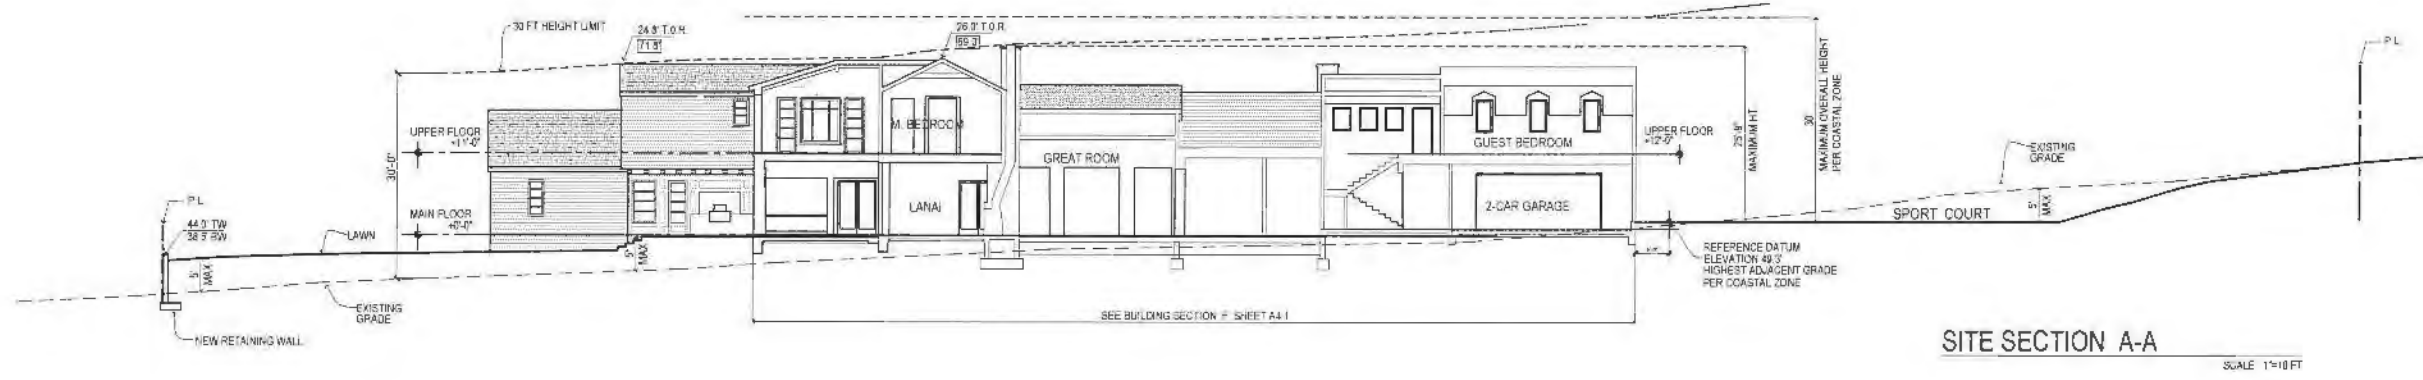 30 FT HEIGHT LIMIT
24.8' T.O.R.
71.8'
26.0' T.O.R.
P L
UPPER FLOOR
+11'-0"
M. BEDROOM
GREAT ROOM
GUEST BEDROOM
UPPER FLOOR
+12'-0"
30'-0"
25'-9"
MAXIMUM HT
30'
MAXIMUM OVERALL HEIGHT
PER COASTAL ZONE
EXISTING
GRADE
P L
44.0' TW
38.5' BW
MAIN FLOOR
+0'-0"
LANAI
2-CAR GARAGE
SPORT COURT
5'
MAX
LAWN
5'
MAX
5'
MAX
REFERENCE DATUM
ELEVATION 49.3'
HIGHEST ADJACENT GRADE
PER COASTAL ZONE
EXISTING
GRADE
SEE BUILDING SECTION F SHEET A4.1
NEW RETAINING WALL
SITE SECTION A-A
SCALE 1"=10 FT